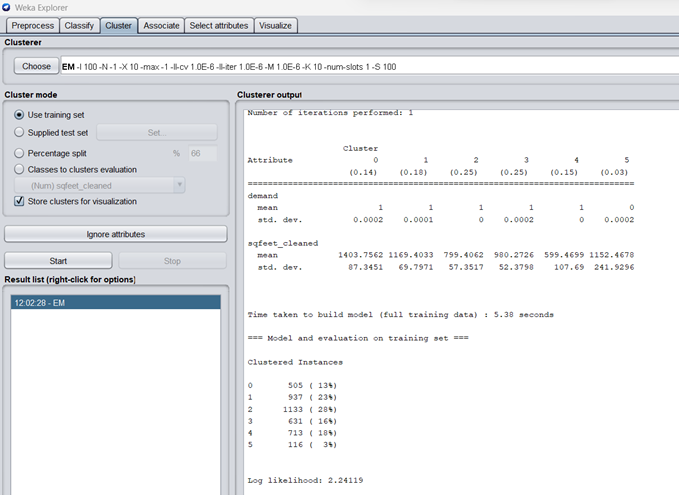 Weka Explorer
Preprocess Classify Cluster Associate Select attributes Visualize
Clusterer
Choose EM -I 100 -N -1 -X 10 -max -1 -ll-cv 1.0E-6 -ll-iter 1.0E-6 -M 1.0E-6 -K 10 -num-slots 1 -S 100
Cluster mode
Use training set
Supplied test set Set...
Percentage split % 66
Classes to clusters evaluation
(Num) sqfeet_cleaned
Store clusters for visualization
Ignore attributes
Start Stop
Result list (right-click for options)
12:02:28 - EM
Clusterer output
Number of iterations performed: 1
Cluster
Attribute 0 1 2 3 4 5
(0.14) (0.18) (0.25) (0.25) (0.15) (0.03)
==========================================================================
demand
mean 1 1 1 1 1 0
std. dev. 0.0002 0.0001 0 0.0002 0 0.0002
sqfeet_cleaned
mean 1403.7562 1169.4033 799.4062 980.2726 599.4699 1152.4678
std. dev. 87.3451 69.7971 57.3517 52.3798 107.69 241.9296
Time taken to build model (full training data) : 5.38 seconds
=== Model and evaluation on training set ===
Clustered Instances
0 505 ( 13%)
1 937 ( 23%)
2 1133 ( 28%)
3 631 ( 16%)
4 713 ( 18%)
5 116 ( 3%)
Log likelihood: 2.24119